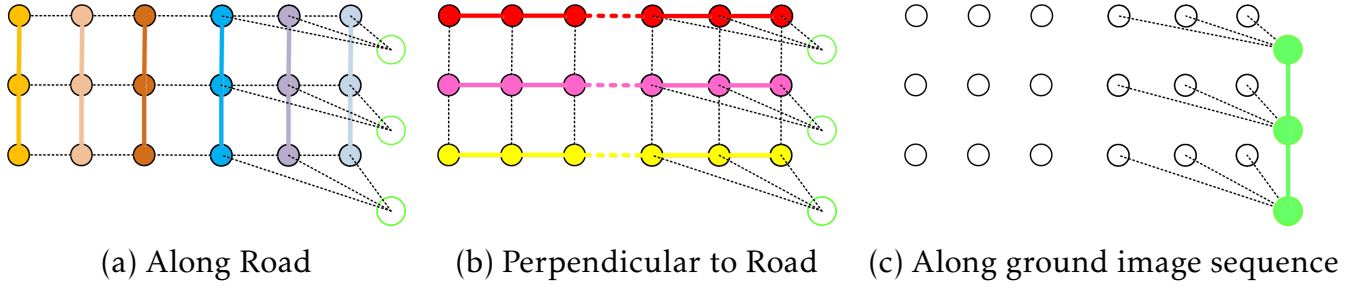 (a) Along Road
(b) Perpendicular to Road
(c) Along ground image sequence